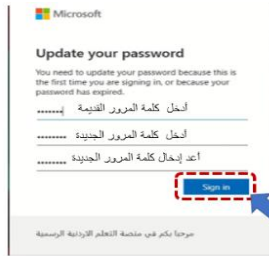 Microsoft
Update your password
You need to update your password because this is
the first time you are signing in, or because your
password has expired.
أدخل كلمة المرور القديمة
أدخل كلمة المرور الجديدة
أعد إدخال كلمة المرور الجديدة
Sign in
مرحبا بكم في منصة التعلم الأردنية الرسمية